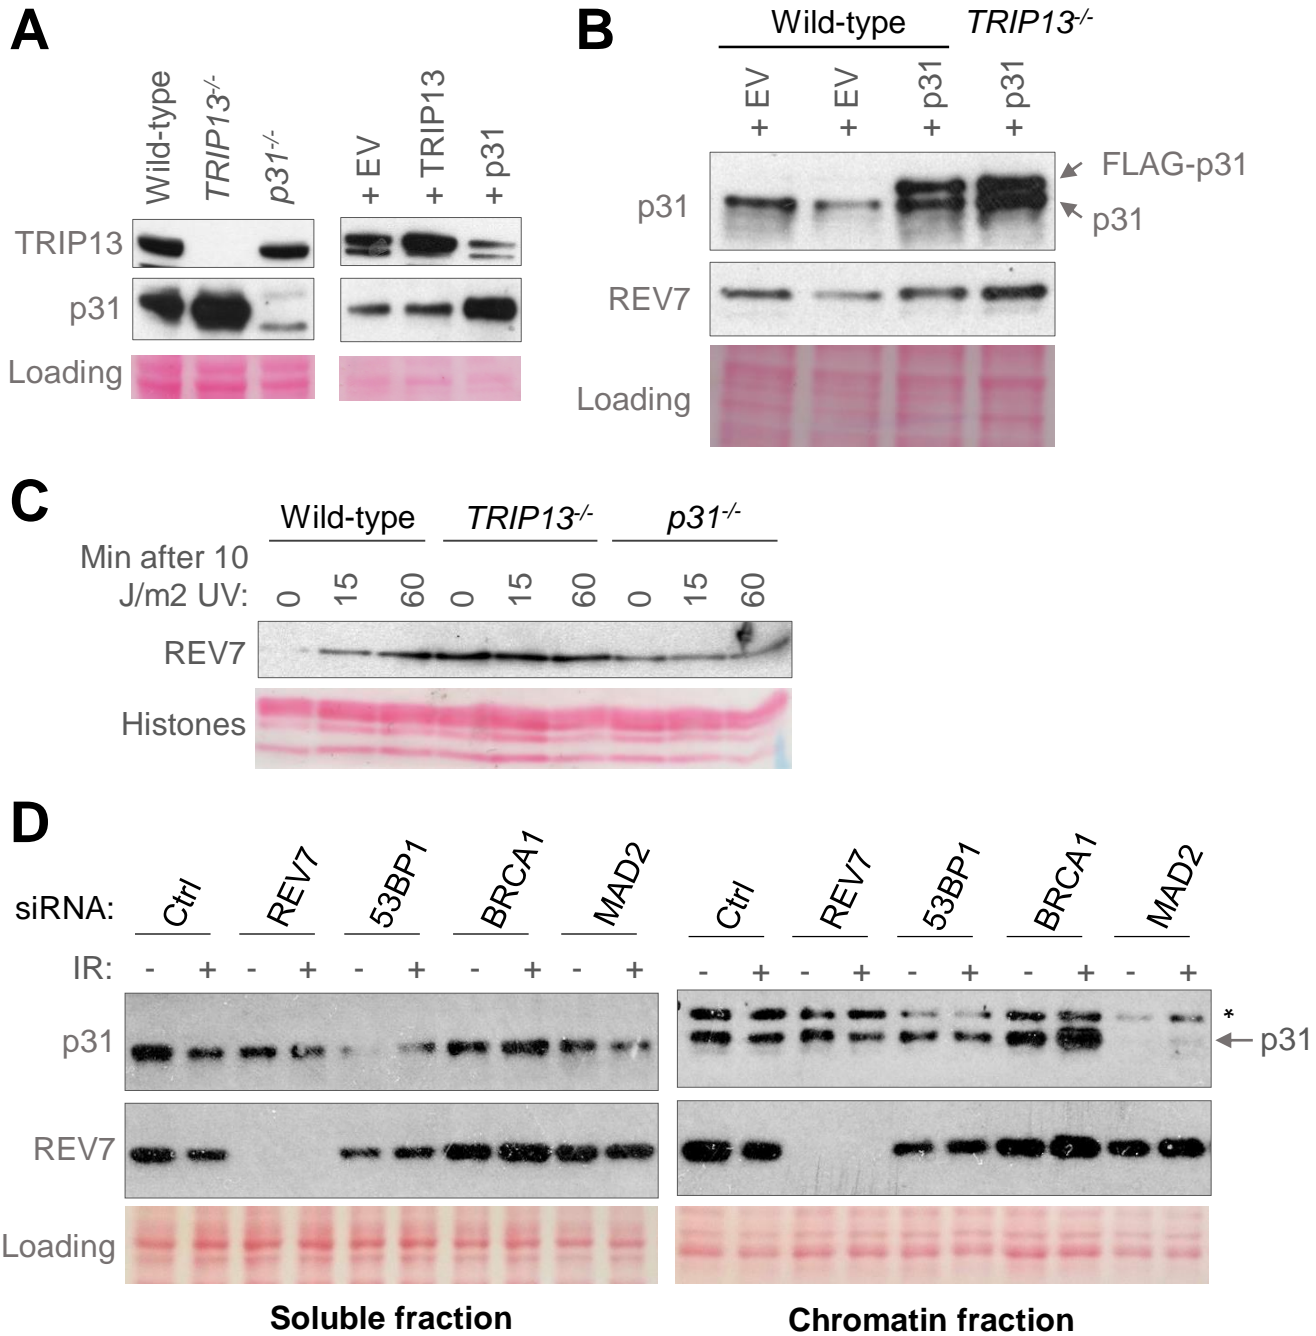 A
Wild-type
TRIP13-/-
p31-/-
+ EV
+ TRIP13
+ p31
TRIP13
p31
Loading
B
Wild-type
TRIP13-/-
+ EV
+ EV
+ p31
+ p31
p31
FLAG-p31
p31
REV7
Loading
C
Wild-type
TRIP13-/-
p31-/-
Min after 10
J/m2 UV:
0
15
60
0
15
60
0
15
60
REV7
Histones
D
siRNA:
Ctrl
REV7
53BP1
BRCA1
MAD2
Ctrl
REV7
53BP1
BRCA1
MAD2
IR:
- + - + - + - + - +
- + - + - + - + - +
p31
*
p31
REV7
Loading
Soluble fraction
Chromatin fraction